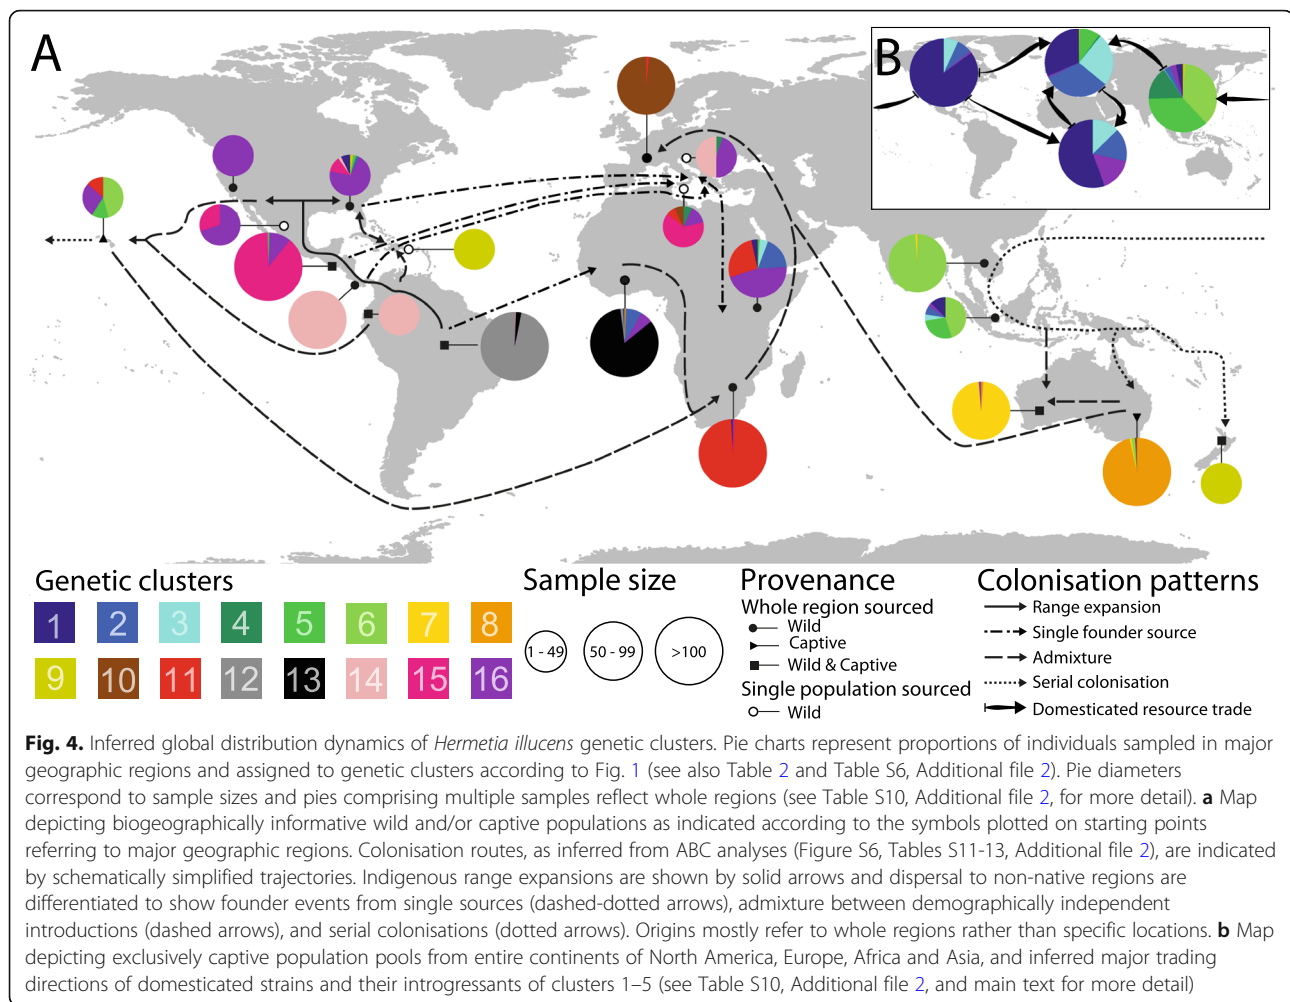 A
B
Genetic clusters
1 2 3 4 5 6 7 8
9 10 11 12 13 14 15 16
Sample size
1 - 49
50 - 99
>100
Provenance
Whole region sourced
Wild
Captive
Wild & Captive
Single population sourced
Wild
Colonisation patterns
Range expansion
Single founder source
Admixture
Serial colonisation
Domesticated resource trade
Fig. 4. Inferred global distribution dynamics of Hermetia illucens genetic clusters. Pie charts represent proportions of individuals sampled in major
geographic regions and assigned to genetic clusters according to Fig. 1 (see also Table 2 and Table S6, Additional file 2). Pie diameters
correspond to sample sizes and pies comprising multiple samples reflect whole regions (see Table S10, Additional file 2, for more detail). a Map
depicting biogeographically informative wild and/or captive populations as indicated according to the symbols plotted on starting points
referring to major geographic regions. Colonisation routes, as inferred from ABC analyses (Figure S6, Tables S11-13, Additional file 2), are indicated
by schematically simplified trajectories. Indigenous range expansions are shown by solid arrows and dispersal to non-native regions are
differentiated to show founder events from single sources (dashed-dotted arrows), admixture between demographically independent
introductions (dashed arrows), and serial colonisations (dotted arrows). Origins mostly refer to whole regions rather than specific locations. b Map
depicting exclusively captive population pools from entire continents of North America, Europe, Africa and Asia, and inferred major trading
directions of domesticated strains and their introgressants of clusters 1–5 (see Table S10, Additional file 2, and main text for more detail)